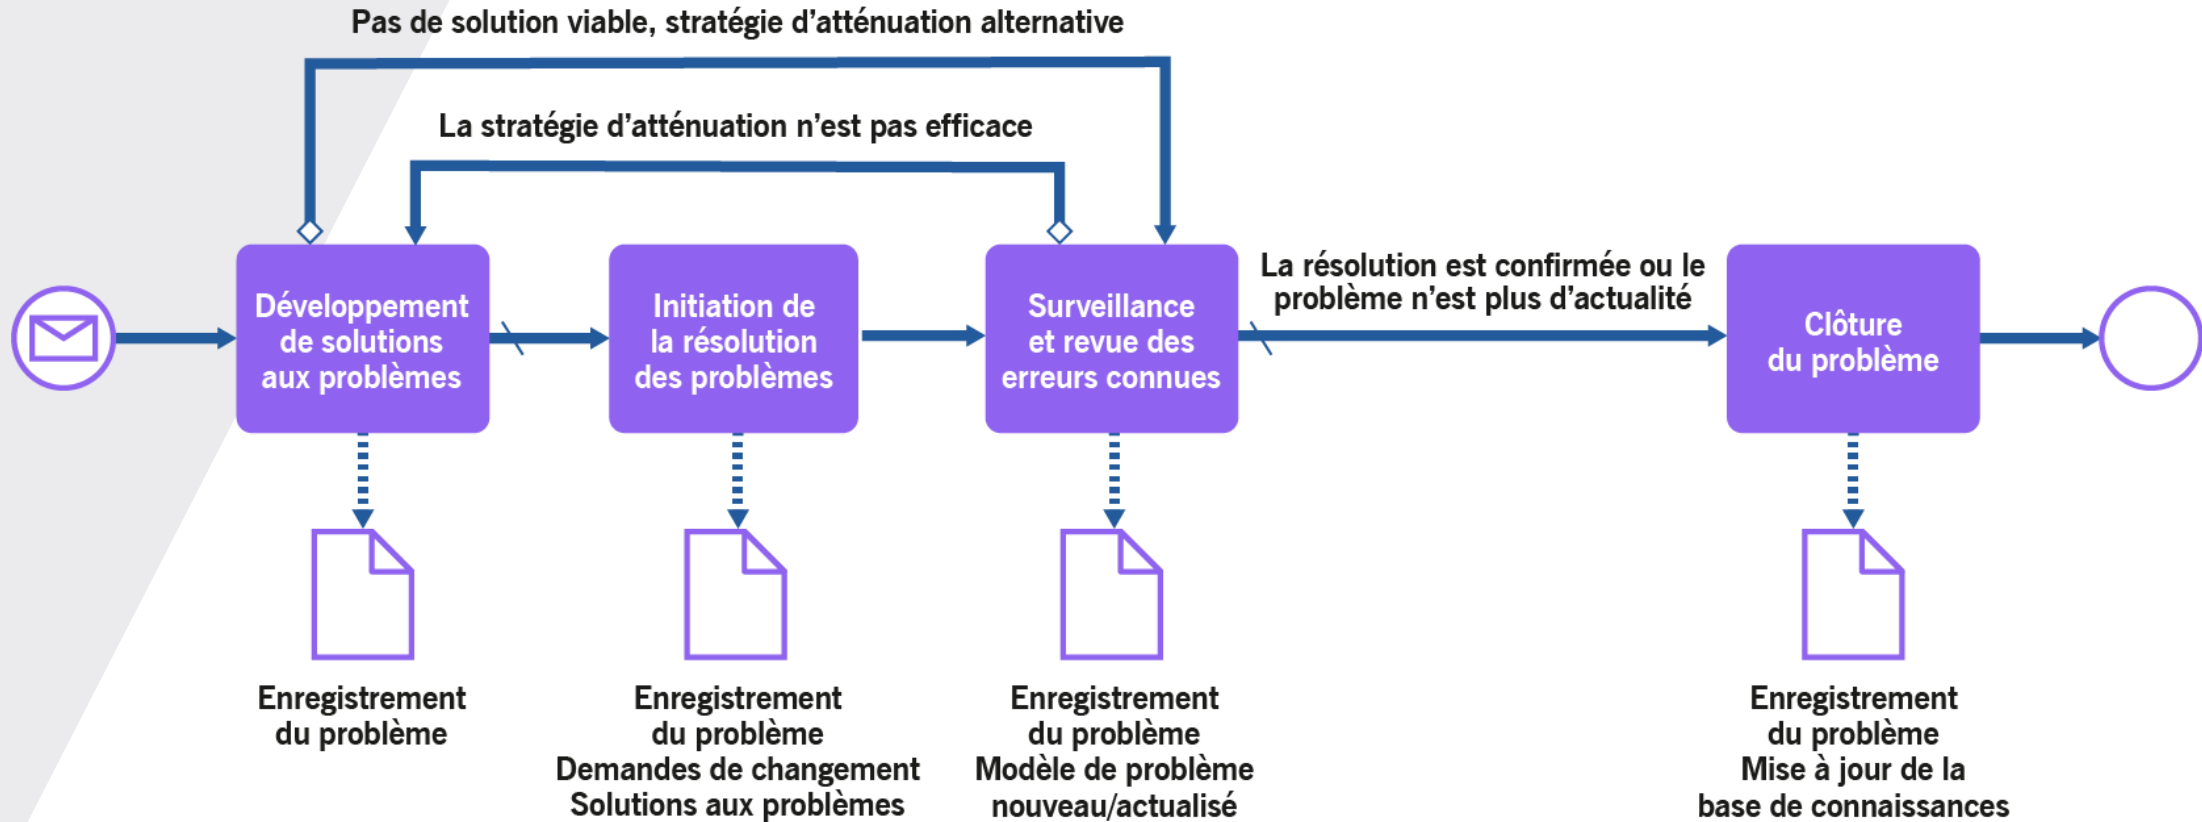 Pas de solution viable, stratégie d’atténuation alternative
La stratégie d’atténuation n’est pas efficace
Développement
de solutions
aux problèmes
Initiation de
la résolution
des problèmes
Surveillance
et revue des
erreurs connues
La résolution est confirmée ou le
problème n’est plus d’actualité
Clôture
du problème
Enregistrement
du problème
Enregistrement
du problème
Demandes de changement
Solutions aux problèmes
Enregistrement
du problème
Modèle de problème
nouveau/actualisé
Enregistrement
du problème
Mise à jour de la
base de connaissances